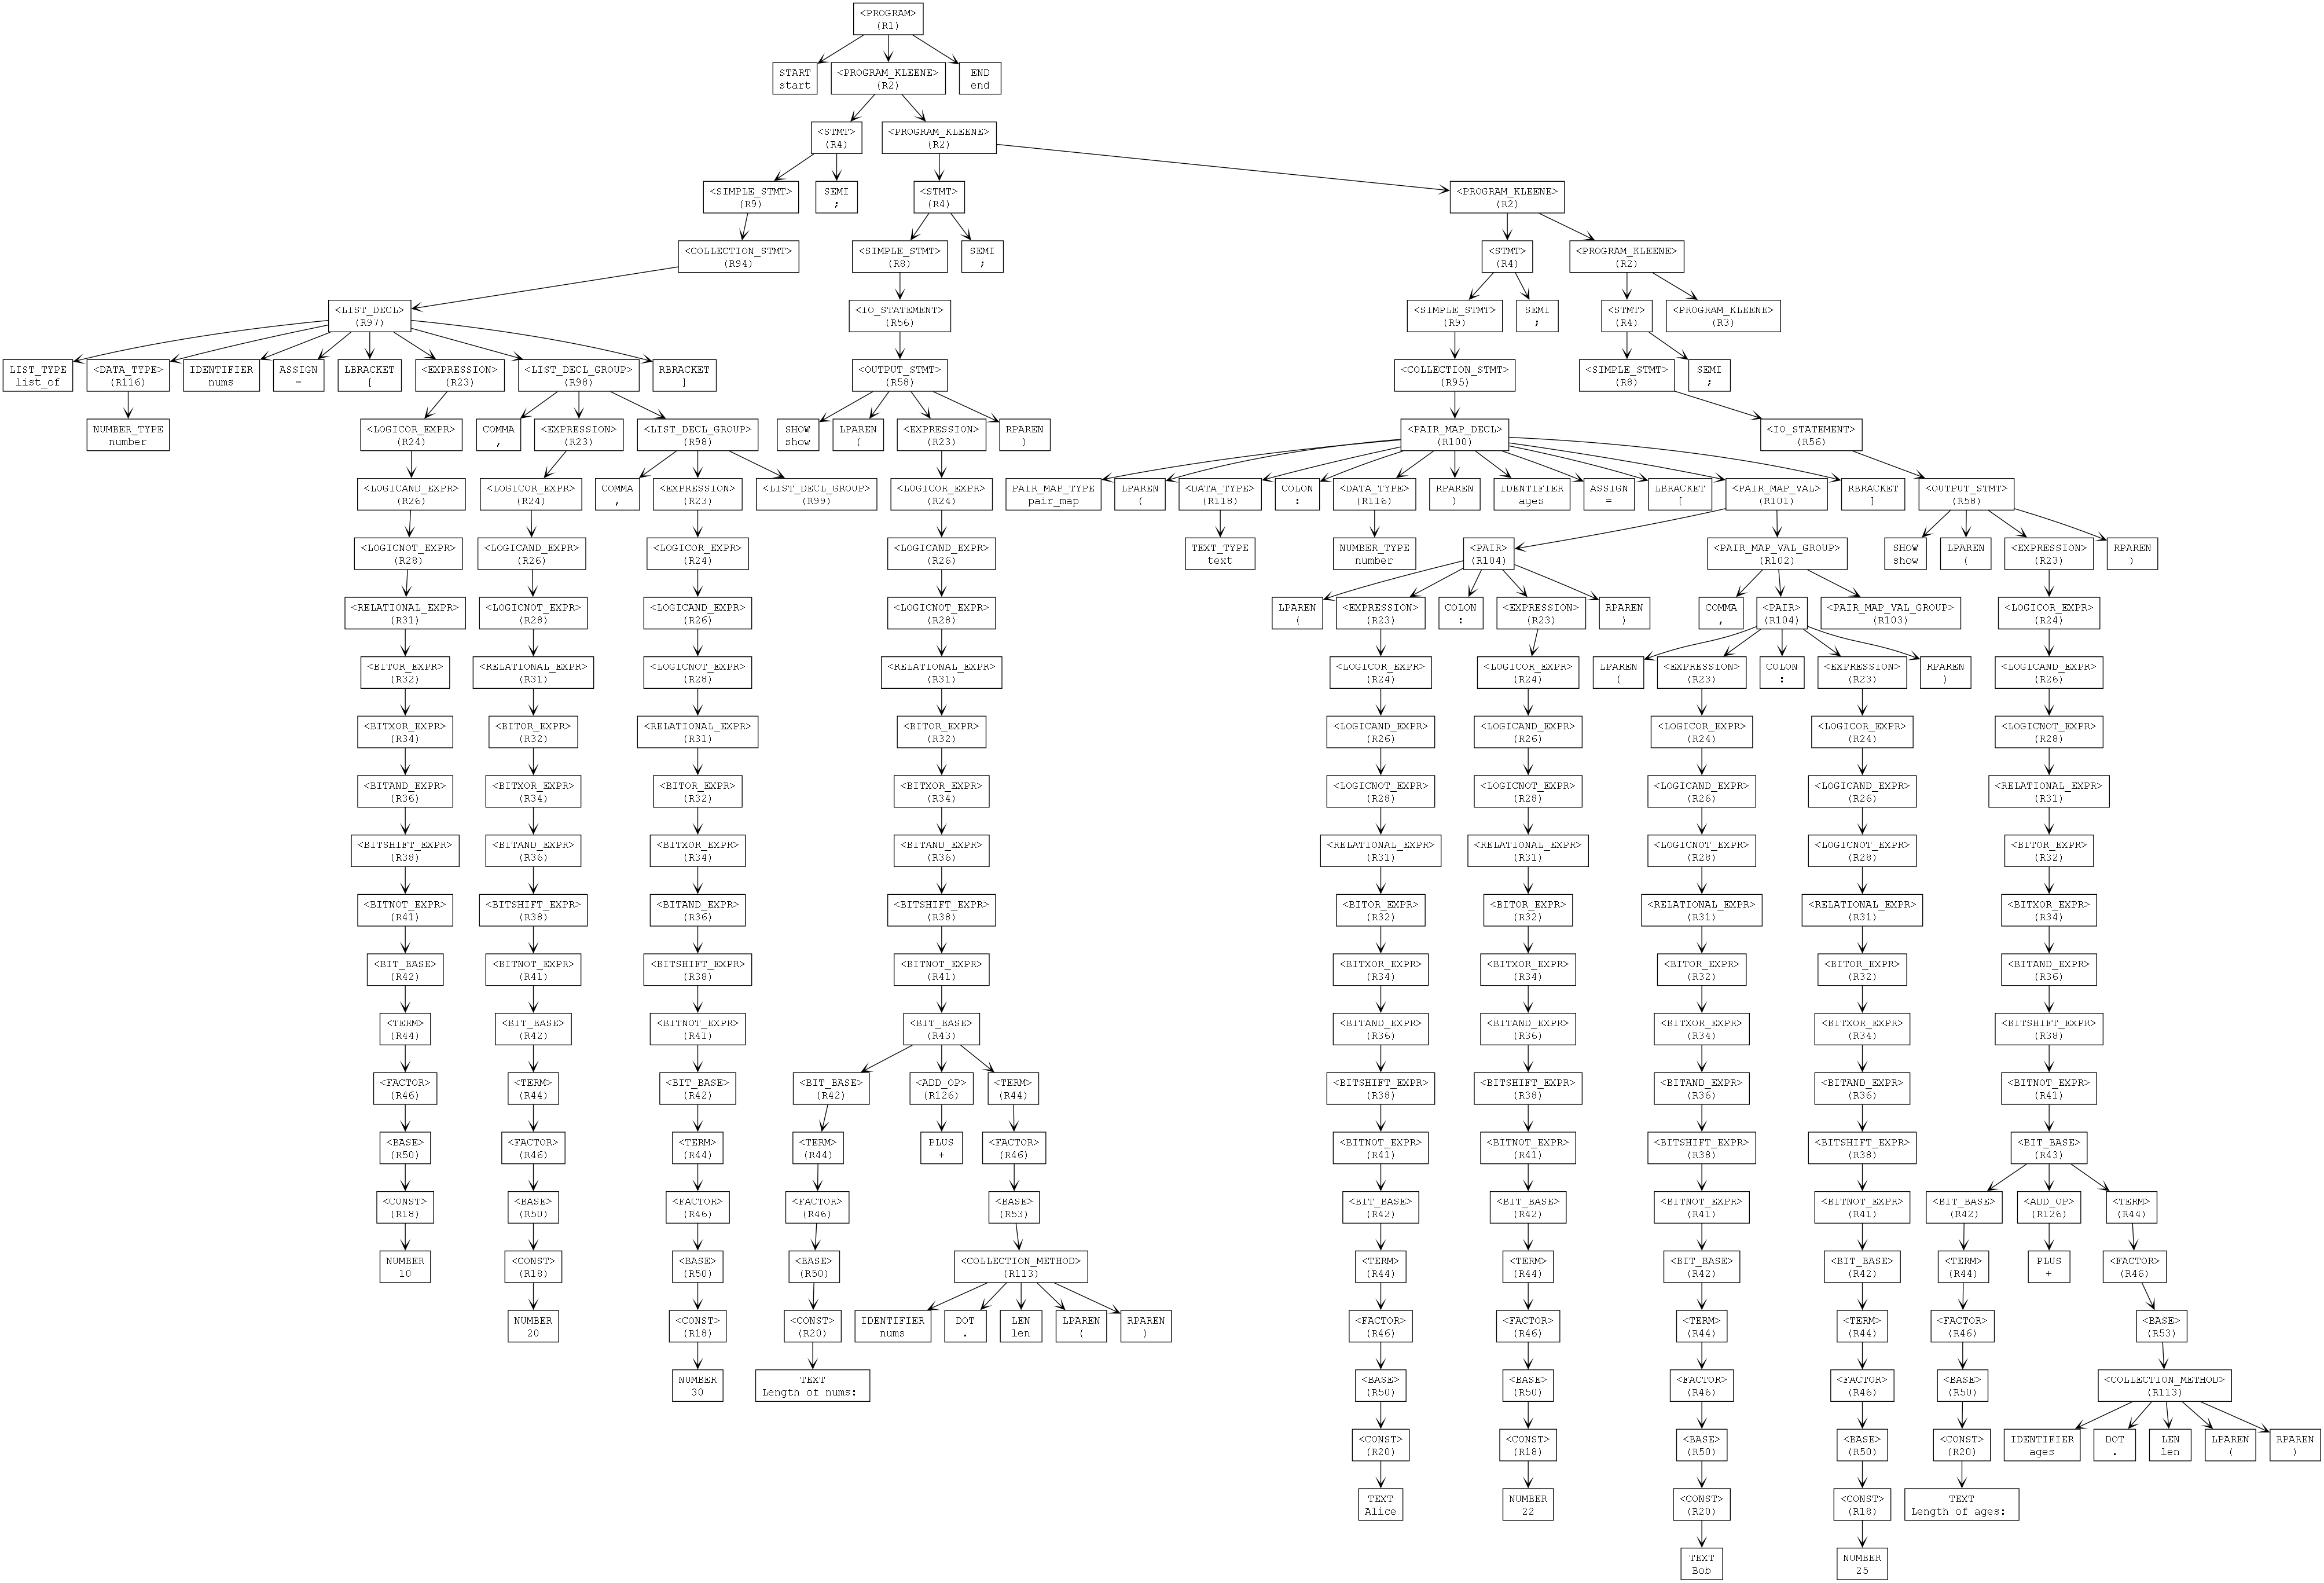 <PROGRAM>
(R1)
START <PROGRAM_KLEENE> END
start (R2) end
<STMT> <PROGRAM_KLEENE>
(R4) (R2)
<SIMPLE_STMT> SEMI <STMT> <PROGRAM_KLEENE>
(R9) ; (R4) (R2)
<COLLECTION_STMT> <SIMPLE_STMT> SEMI <STMT> <PROGRAM_KLEENE>
(R94) (R8) ; (R4) (R2)
<LIST_DECL> <IO_STATEMENT> <SIMPLE_STMT> SEMI <STMT> <PROGRAM_KLEENE>
(R97) (R56) (R9) ; (R4) (R3)
LIST_TYPE <DATA_TYPE> IDENTIFIER ASSIGN LBRACKET <EXPRESSION> <LIST_DECL_GROUP> RBRACKET <OUTPUT_STMT> <COLLECTION_STMT> <SIMPLE_STMT> SEMI
list_of (R116) nums = [ (R23) (R98) ] (R58) (R95) (R8) ;
NUMBER_TYPE <LOGICOR_EXPR> COMMA <EXPRESSION> <LIST_DECL_GROUP> SHOW LPAREN <EXPRESSION> RPAREN <PAIR_MAP_DECL> <IO_STATEMENT>
number (R24) , (R23) (R98) show ( (R23) ) (R100) (R56)
<LOGICAND_EXPR> <LOGICOR_EXPR> COMMA <EXPRESSION> <LIST_DECL_GROUP> <LOGICOR_EXPR> PAIR_MAP_TYPE LPAREN <DATA_TYPE> COLON <DATA_TYPE> RPAREN IDENTIFIER ASSIGN LBRACKET <PAIR_MAP_VAL> RBRACKET <OUTPUT_STMT>
(R26) (R24) , (R23) (R99) (R24) pair_map ( (R118) : (R116) ) ages = [ (R101) ] (R58)
<LOGICNOT_EXPR> <LOGICAND_EXPR> <LOGICOR_EXPR> <LOGICAND_EXPR> TEXT_TYPE NUMBER_TYPE <PAIR> <PAIR_MAP_VAL_GROUP> SHOW LPAREN <EXPRESSION> RPAREN
(R28) (R26) (R24) (R26) text number (R104) (R102) show ( (R23) )
<RELATIONAL_EXPR> <LOGICNOT_EXPR> <LOGICAND_EXPR> <LOGICNOT_EXPR> LPAREN <EXPRESSION> COLON <EXPRESSION> RPAREN COMMA <PAIR> <PAIR_MAP_VAL_GROUP> <LOGICOR_EXPR>
(R31) (R28) (R26) (R28) ( (R23) : (R23) ) , (R104) (R103) (R24)
<BITOR_EXPR> <RELATIONAL_EXPR> <LOGICNOT_EXPR> <RELATIONAL_EXPR> <LOGICOR_EXPR> <LOGICOR_EXPR> LPAREN <EXPRESSION> COLON <EXPRESSION> RPAREN <LOGICAND_EXPR>
(R32) (R31) (R28) (R31) (R24) (R24) ( (R23) : (R23) ) (R26)
<BITXOR_EXPR> <BITOR_EXPR> <RELATIONAL_EXPR> <BITOR_EXPR> <LOGICAND_EXPR> <LOGICAND_EXPR> <LOGICOR_EXPR> <LOGICOR_EXPR> <LOGICNOT_EXPR>
(R34) (R32) (R31) (R32) (R26) (R26) (R24) (R24) (R28)
<BITAND_EXPR> <BITXOR_EXPR> <BITOR_EXPR> <BITXOR_EXPR> <LOGICNOT_EXPR> <LOGICNOT_EXPR> <LOGICAND_EXPR> <LOGICAND_EXPR> <RELATIONAL_EXPR>
(R36) (R34) (R32) (R34) (R28) (R28) (R26) (R26) (R31)
<BITSHIFT_EXPR> <BITAND_EXPR> <BITXOR_EXPR> <BITAND_EXPR> <RELATIONAL_EXPR> <RELATIONAL_EXPR> <LOGICNOT_EXPR> <LOGICNOT_EXPR> <BITOR_EXPR>
(R38) (R36) (R34) (R36) (R31) (R31) (R28) (R28) (R32)
<BITNOT_EXPR> <BITSHIFT_EXPR> <BITAND_EXPR> <BITSHIFT_EXPR> <BITOR_EXPR> <BITOR_EXPR> <RELATIONAL_EXPR> <RELATIONAL_EXPR> <BITXOR_EXPR>
(R41) (R38) (R36) (R38) (R32) (R32) (R31) (R31) (R34)
<BIT_BASE> <BITNOT_EXPR> <BITSHIFT_EXPR> <BITNOT_EXPR> <BITXOR_EXPR> <BITXOR_EXPR> <BITOR_EXPR> <BITOR_EXPR> <BITAND_EXPR>
(R42) (R41) (R38) (R41) (R34) (R34) (R32) (R32) (R36)
<TERM> <BIT_BASE> <BITNOT_EXPR> <BIT_BASE> <BITAND_EXPR> <BITAND_EXPR> <BITXOR_EXPR> <BITXOR_EXPR> <BITSHIFT_EXPR>
(R44) (R42) (R41) (R43) (R36) (R36) (R34) (R34) (R38)
<FACTOR> <TERM> <BIT_BASE> <BIT_BASE> <ADD_OP> <TERM> <BITSHIFT_EXPR> <BITSHIFT_EXPR> <BITAND_EXPR> <BITAND_EXPR> <BITNOT_EXPR>
(R46) (R44) (R42) (R42) (R126) (R44) (R38) (R38) (R36) (R36) (R41)
<BASE> <FACTOR> <TERM> <TERM> PLUS <FACTOR> <BITNOT_EXPR> <BITNOT_EXPR> <BITSHIFT_EXPR> <BITSHIFT_EXPR> <BIT_BASE>
(R50) (R46) (R44) (R44) + (R46) (R41) (R41) (R38) (R38) (R43)
<CONST> <BASE> <FACTOR> <FACTOR> <BASE> <BIT_BASE> <BIT_BASE> <BITNOT_EXPR> <BITNOT_EXPR> <BIT_BASE> <ADD_OP> <TERM>
(R18) (R50) (R46) (R46) (R53) (R42) (R42) (R41) (R41) (R42) (R126) (R44)
NUMBER <CONST> <BASE> <BASE> <COLLECTION_METHOD> <TERM> <TERM> <BIT_BASE> <BIT_BASE> <TERM> PLUS <FACTOR>
10 (R18) (R50) (R50) (R113) (R44) (R44) (R42) (R42) (R44) + (R46)
NUMBER <CONST> <CONST> IDENTIFIER DOT LEN LPAREN RPAREN <FACTOR> <FACTOR> <TERM> <TERM> <FACTOR> <BASE>
20 (R18) (R20) nums . len ( ) (R46) (R46) (R44) (R44) (R46) (R53)
NUMBER TEXT <BASE> <BASE> <FACTOR> <FACTOR> <BASE> <COLLECTION_METHOD>
30 Length of nums: (R50) (R50) (R46) (R46) (R50) (R113)
<CONST> <CONST> <BASE> <BASE> <CONST> IDENTIFIER DOT LEN LPAREN RPAREN
(R20) (R18) (R50) (R50) (R20) ages . len ( )
TEXT NUMBER <CONST> <CONST> TEXT
Alice 22 (R20) (R18) Length of ages:
TEXT NUMBER
Bob 25